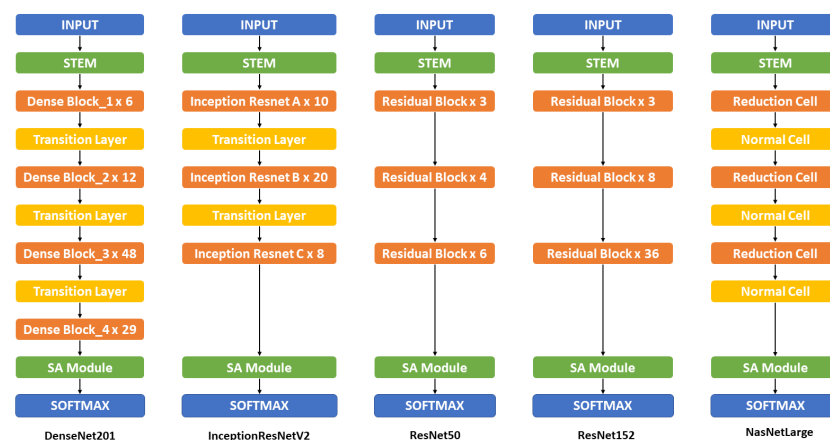 INPUT
STEM
Dense Block_1 x 6
Transition Layer
Dense Block_2 x 12
Transition Layer
Dense Block_3 x 48
Transition Layer
Dense Block_4 x 29
SA Module
SOFTMAX
DenseNet201
INPUT
STEM
Inception Resnet A x 10
Transition Layer
Inception Resnet B x 20
Transition Layer
Inception Resnet C x 8
SA Module
SOFTMAX
InceptionResNetV2
INPUT
STEM
Residual Block x 3
Residual Block x 4
Residual Block x 6
SA Module
SOFTMAX
ResNet50
INPUT
STEM
Residual Block x 3
Residual Block x 8
Residual Block x 36
SA Module
SOFTMAX
ResNet152
INPUT
STEM
Reduction Cell
Normal Cell
Reduction Cell
Normal Cell
Reduction Cell
Normal Cell
SA Module
SOFTMAX
NasNetLarge